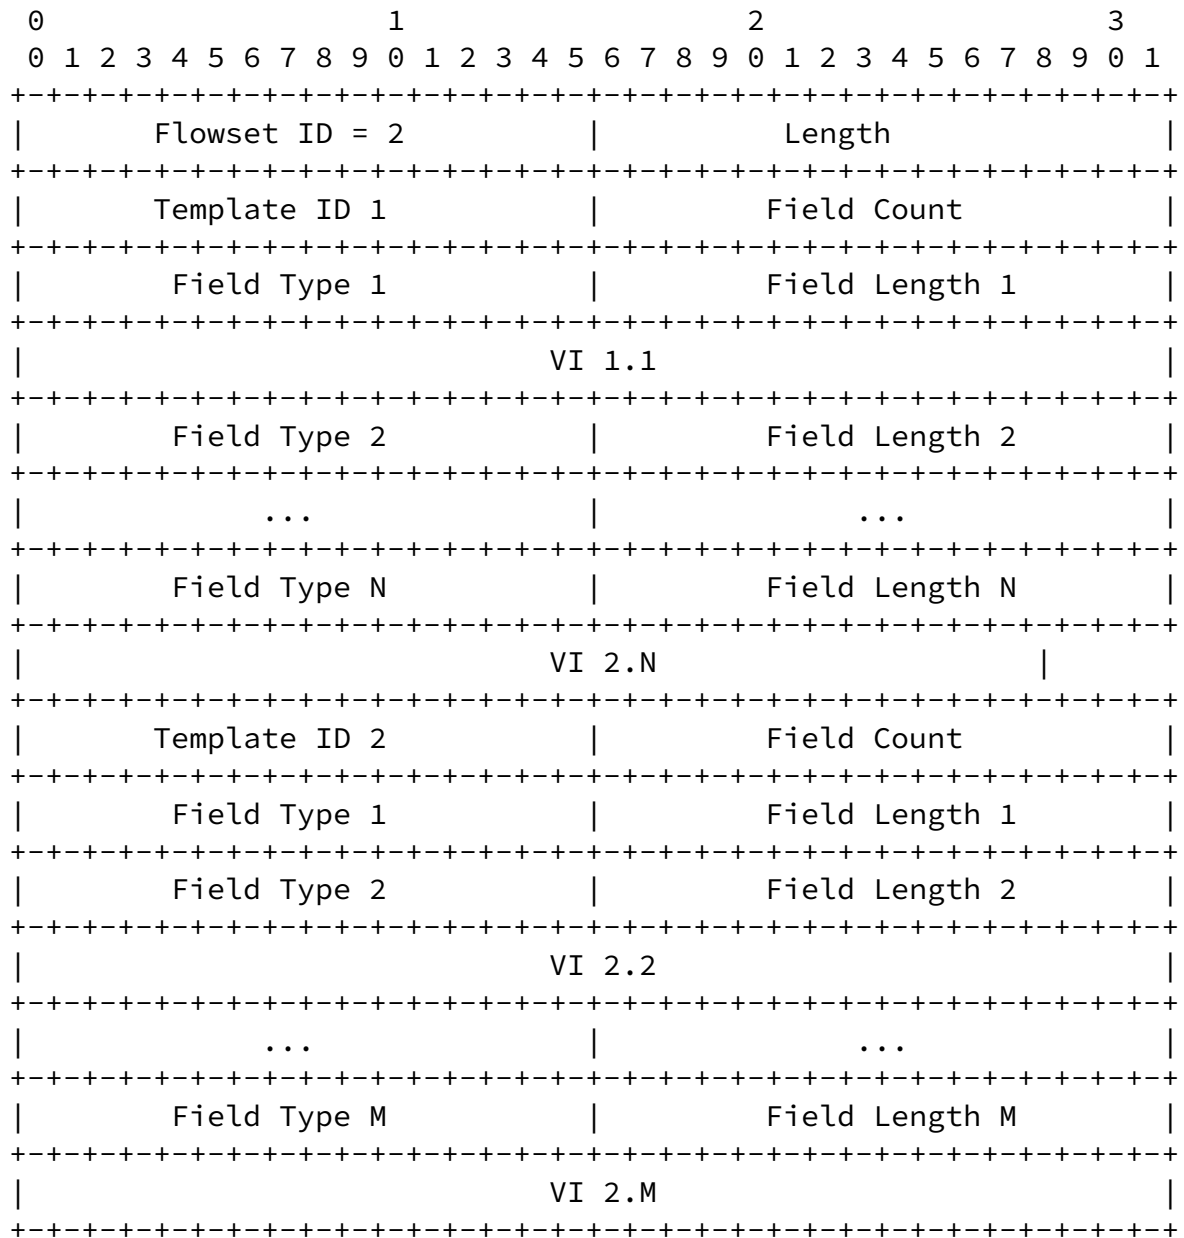 0                   1                   2                   3
 0 1 2 3 4 5 6 7 8 9 0 1 2 3 4 5 6 7 8 9 0 1 2 3 4 5 6 7 8 9 0 1
+-+-+-+-+-+-+-+-+-+-+-+-+-+-+-+-+-+-+-+-+-+-+-+-+-+-+-+-+-+-+-+-+
|       Flowset ID = 2          |          Length               |
+-+-+-+-+-+-+-+-+-+-+-+-+-+-+-+-+-+-+-+-+-+-+-+-+-+-+-+-+-+-+-+-+
|       Template ID 1           |         Field Count           |
+-+-+-+-+-+-+-+-+-+-+-+-+-+-+-+-+-+-+-+-+-+-+-+-+-+-+-+-+-+-+-+-+
|        Field Type 1           |         Field Length 1        |
+-+-+-+-+-+-+-+-+-+-+-+-+-+-+-+-+-+-+-+-+-+-+-+-+-+-+-+-+-+-+-+-+
|                             VI 1.1                            |
+-+-+-+-+-+-+-+-+-+-+-+-+-+-+-+-+-+-+-+-+-+-+-+-+-+-+-+-+-+-+-+-+
|        Field Type 2           |         Field Length 2        |
+-+-+-+-+-+-+-+-+-+-+-+-+-+-+-+-+-+-+-+-+-+-+-+-+-+-+-+-+-+-+-+-+
|             ...               |              ...              |
+-+-+-+-+-+-+-+-+-+-+-+-+-+-+-+-+-+-+-+-+-+-+-+-+-+-+-+-+-+-+-+-+
|        Field Type N           |         Field Length N        |
+-+-+-+-+-+-+-+-+-+-+-+-+-+-+-+-+-+-+-+-+-+-+-+-+-+-+-+-+-+-+-+-+
|                             VI 2.N                     |
+-+-+-+-+-+-+-+-+-+-+-+-+-+-+-+-+-+-+-+-+-+-+-+-+-+-+-+-+-+-+-+-+
|       Template ID 2           |         Field Count           |
+-+-+-+-+-+-+-+-+-+-+-+-+-+-+-+-+-+-+-+-+-+-+-+-+-+-+-+-+-+-+-+-+
|        Field Type 1           |         Field Length 1        |
+-+-+-+-+-+-+-+-+-+-+-+-+-+-+-+-+-+-+-+-+-+-+-+-+-+-+-+-+-+-+-+-+
|        Field Type 2           |         Field Length 2        |
+-+-+-+-+-+-+-+-+-+-+-+-+-+-+-+-+-+-+-+-+-+-+-+-+-+-+-+-+-+-+-+-+
|                             VI 2.2                            |
+-+-+-+-+-+-+-+-+-+-+-+-+-+-+-+-+-+-+-+-+-+-+-+-+-+-+-+-+-+-+-+-+
|             ...               |              ...              |
+-+-+-+-+-+-+-+-+-+-+-+-+-+-+-+-+-+-+-+-+-+-+-+-+-+-+-+-+-+-+-+-+
|        Field Type M           |         Field Length M        |
+-+-+-+-+-+-+-+-+-+-+-+-+-+-+-+-+-+-+-+-+-+-+-+-+-+-+-+-+-+-+-+-+
|                             VI 2.M                            |
+-+-+-+-+-+-+-+-+-+-+-+-+-+-+-+-+-+-+-+-+-+-+-+-+-+-+-+-+-+-+-+-+